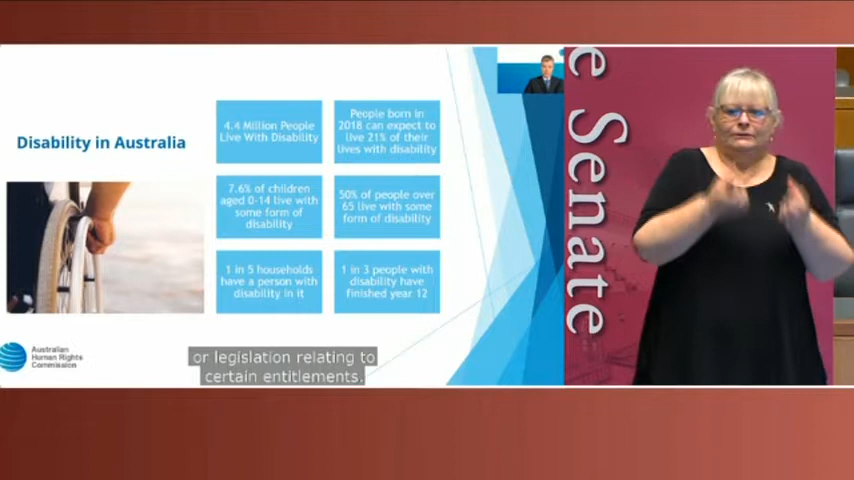 Disability in Australia
4.4 Million People
Live With Disability
People born in
2018 can expect to
live 21% of their
lives with disability
7.6% of children
aged 0-14 live with
some form of
disability
50% of people over
65 live with some
form of disability
1 in 5 households
have a person with
disability in it
1 in 3 people with
disability have
finished year 12
Australian
Human Rights
Commission
or legislation relating to
certain entitlements.
e Senate